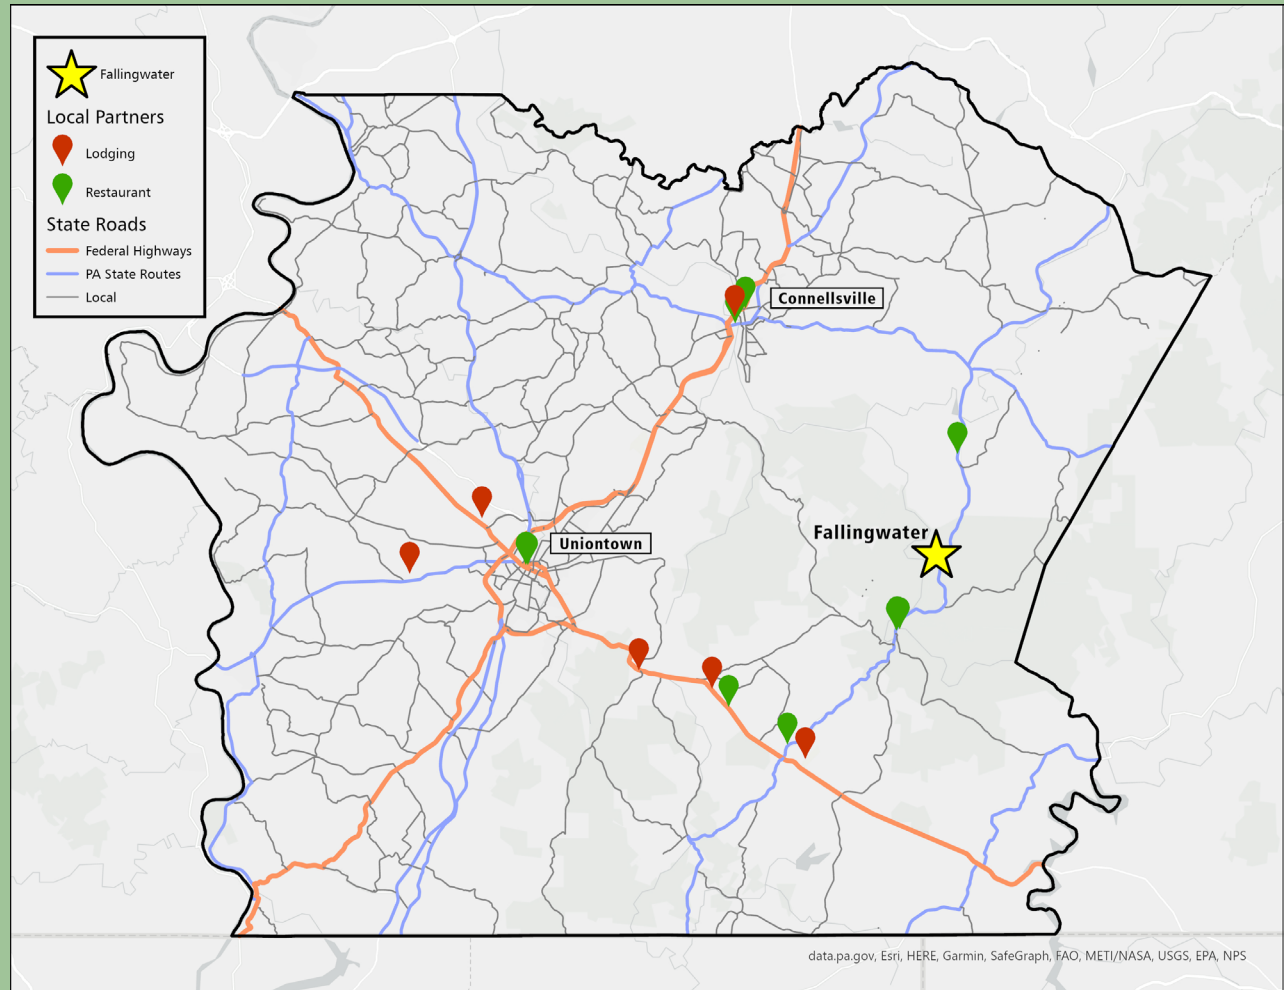 Fallingwater
Local Partners
Lodging
Restaurant
State Roads
Federal Highways
PA State Routes
Local
Connellsville
Fallingwater
Uniontown
data.pa.gov, Esri, HERE, Garmin, SafeGraph, FAO, METI/NASA, USGS, EPA, NPS